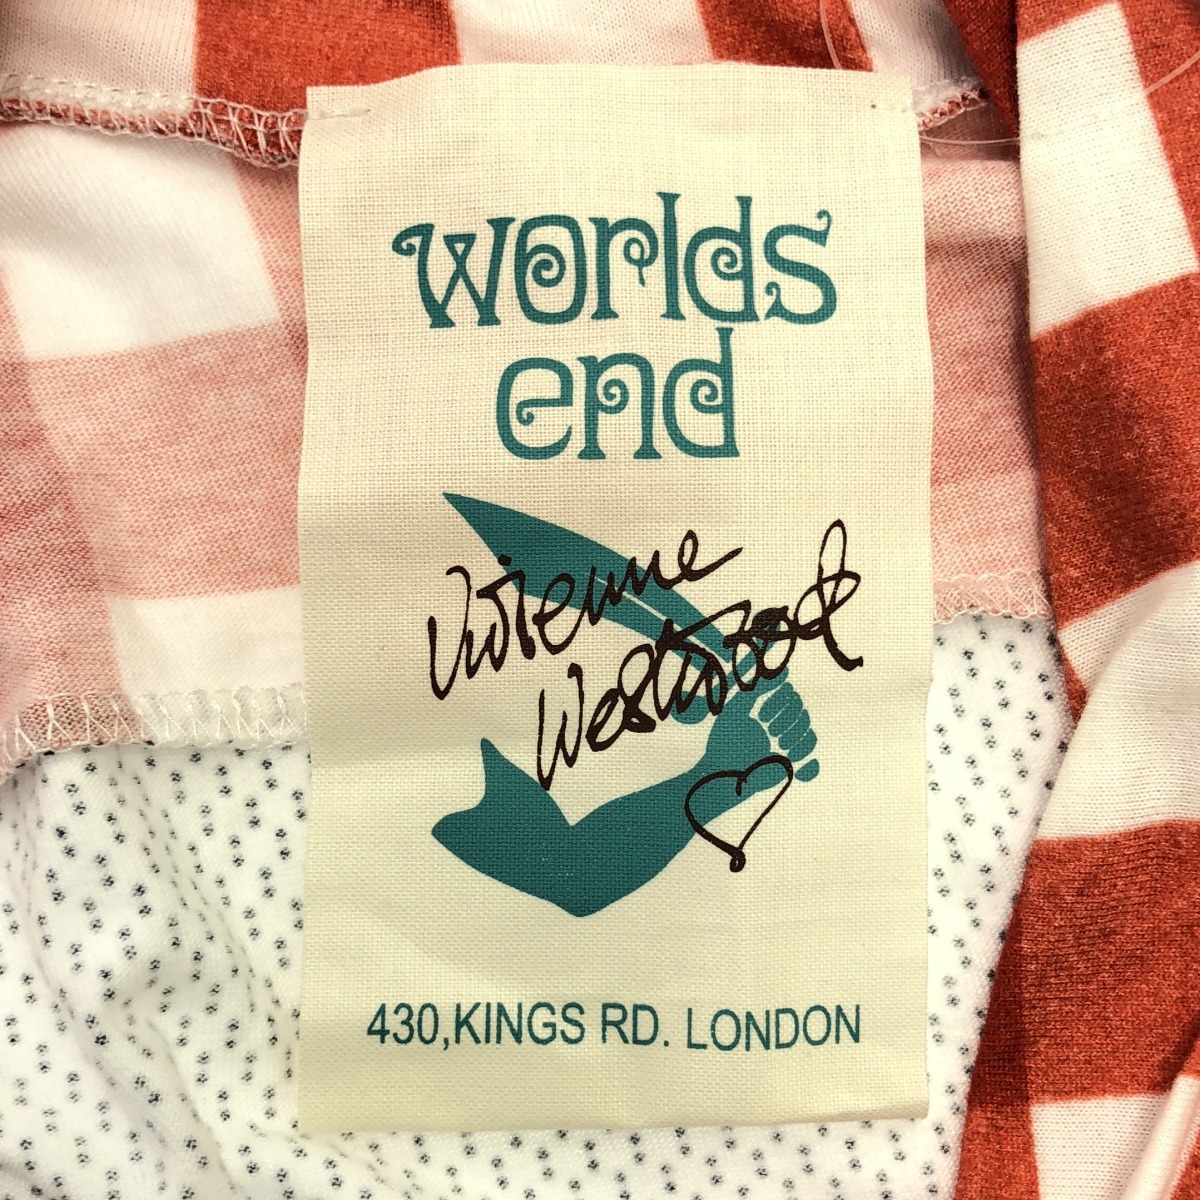 worlds
end
Vivienne
Westwood
430,KINGS RD. LONDON